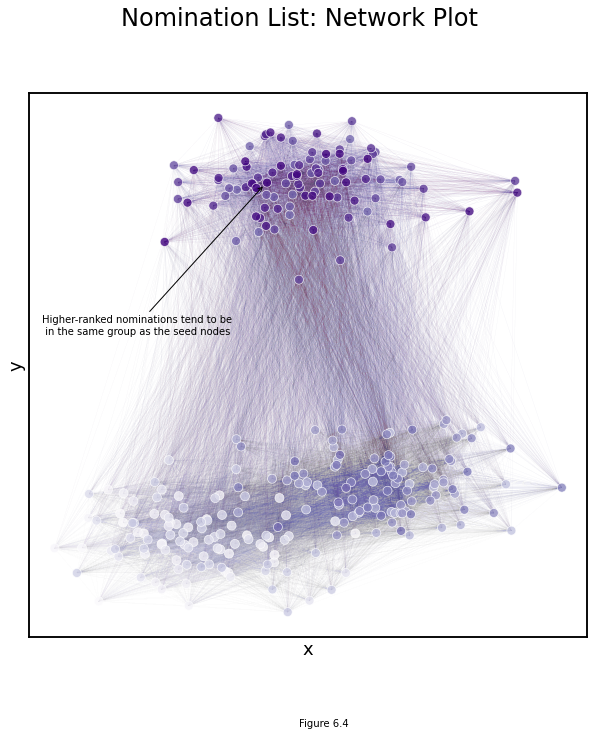 Nomination List: Network Plot
Higher-ranked nominations tend to be
in the same group as the seed nodes
y
x
Figure 6.4